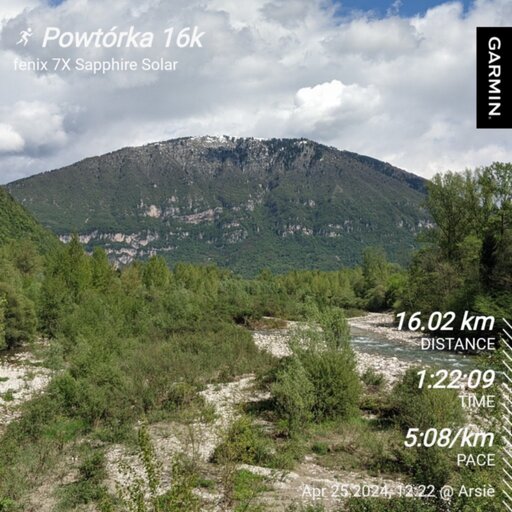 Powtórka 16k
fenix 7X Sapphire Solar
GARMIN.
16.02 km
DISTANCE
1:22:09
TIME
5:08/km
PACE
Apr 25 2024, 12:22 @ Arsie